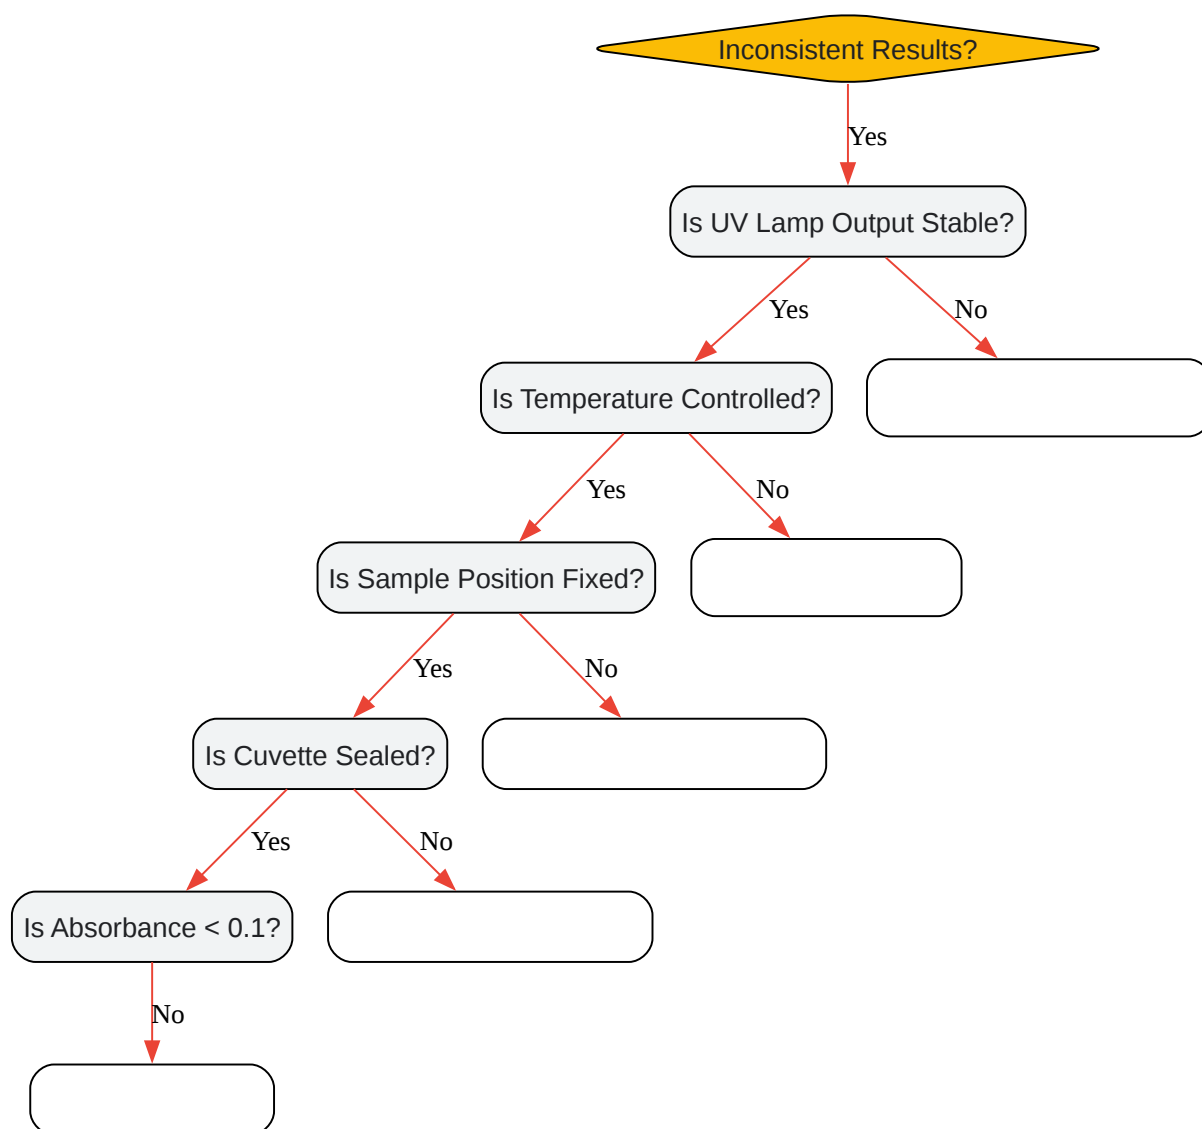 Inconsistent Results?
Yes
Is UV Lamp Output Stable?
Yes
No
Is Temperature Controlled?
Yes
No
Is Sample Position Fixed?
Yes
No
Is Cuvette Sealed?
Yes
No
Is Absorbance < 0.1?
No